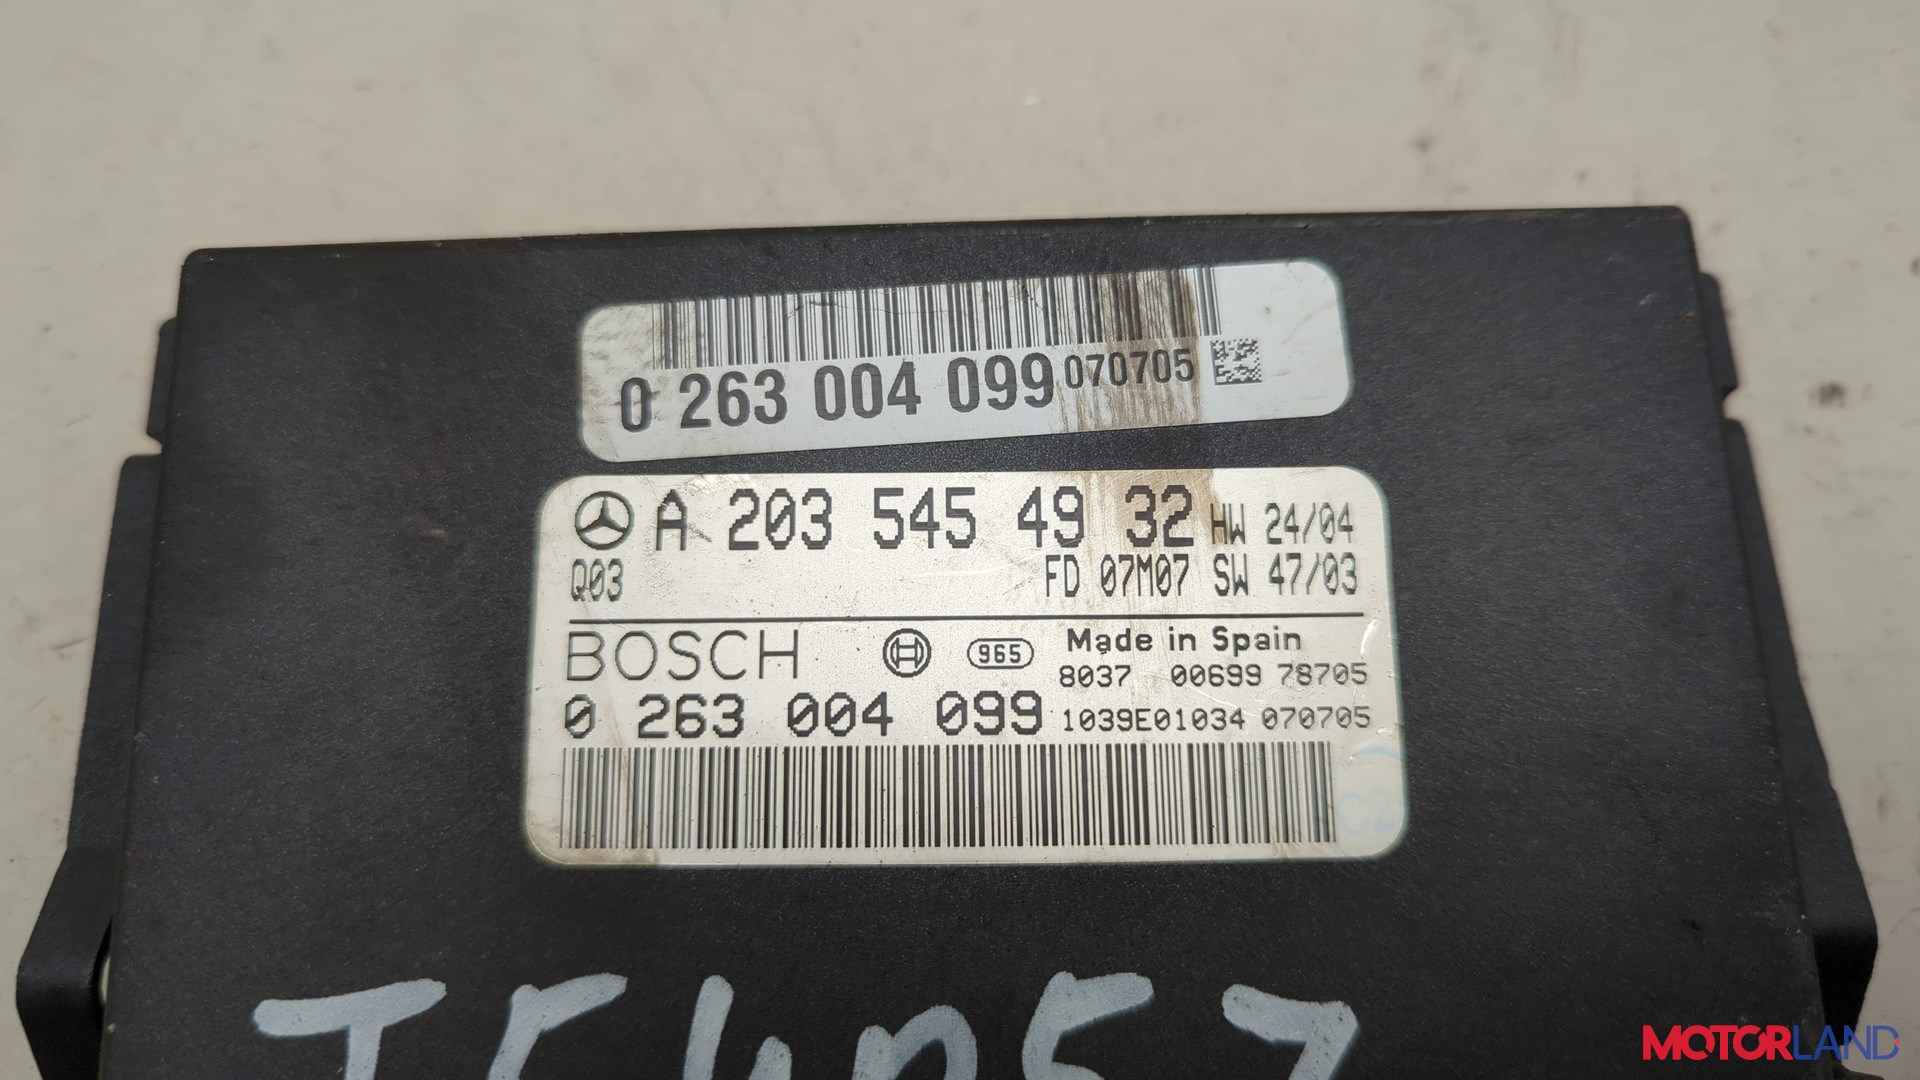 0 263 004 099 070705
A 203 545 49 32 HW 24/04
Q03 FD 07M07 SW 47/03
BOSCH 965 Made in Spain
8037 00699 78705
0 263 004 099 1039E01034 070705
MOTORLAND